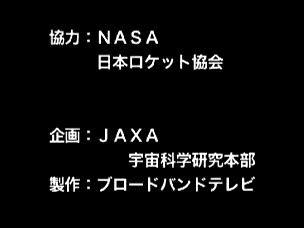 協力：ＮＡＳＡ
日本ロケット協会
企画：ＪＡＸＡ
宇宙科学研究本部
製作：ブロードバンドテレビ